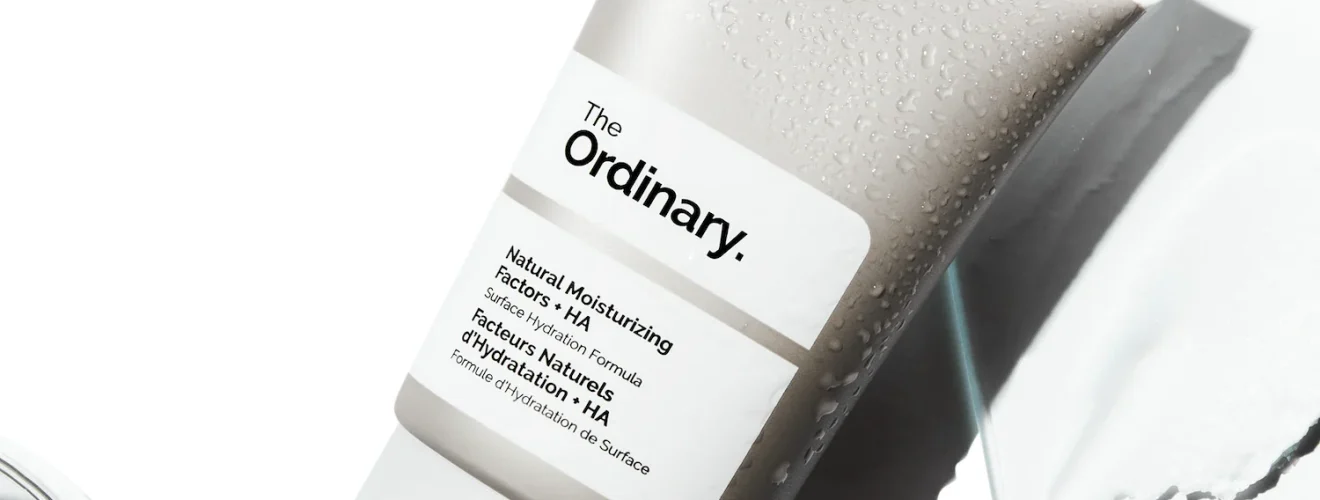 The
Ordinary.
Natural Moisturizing
Factors + HA
Surface Hydration Formula
Facteurs Naturels
d'Hydratation + HA
Formule d'Hydratation de Surface